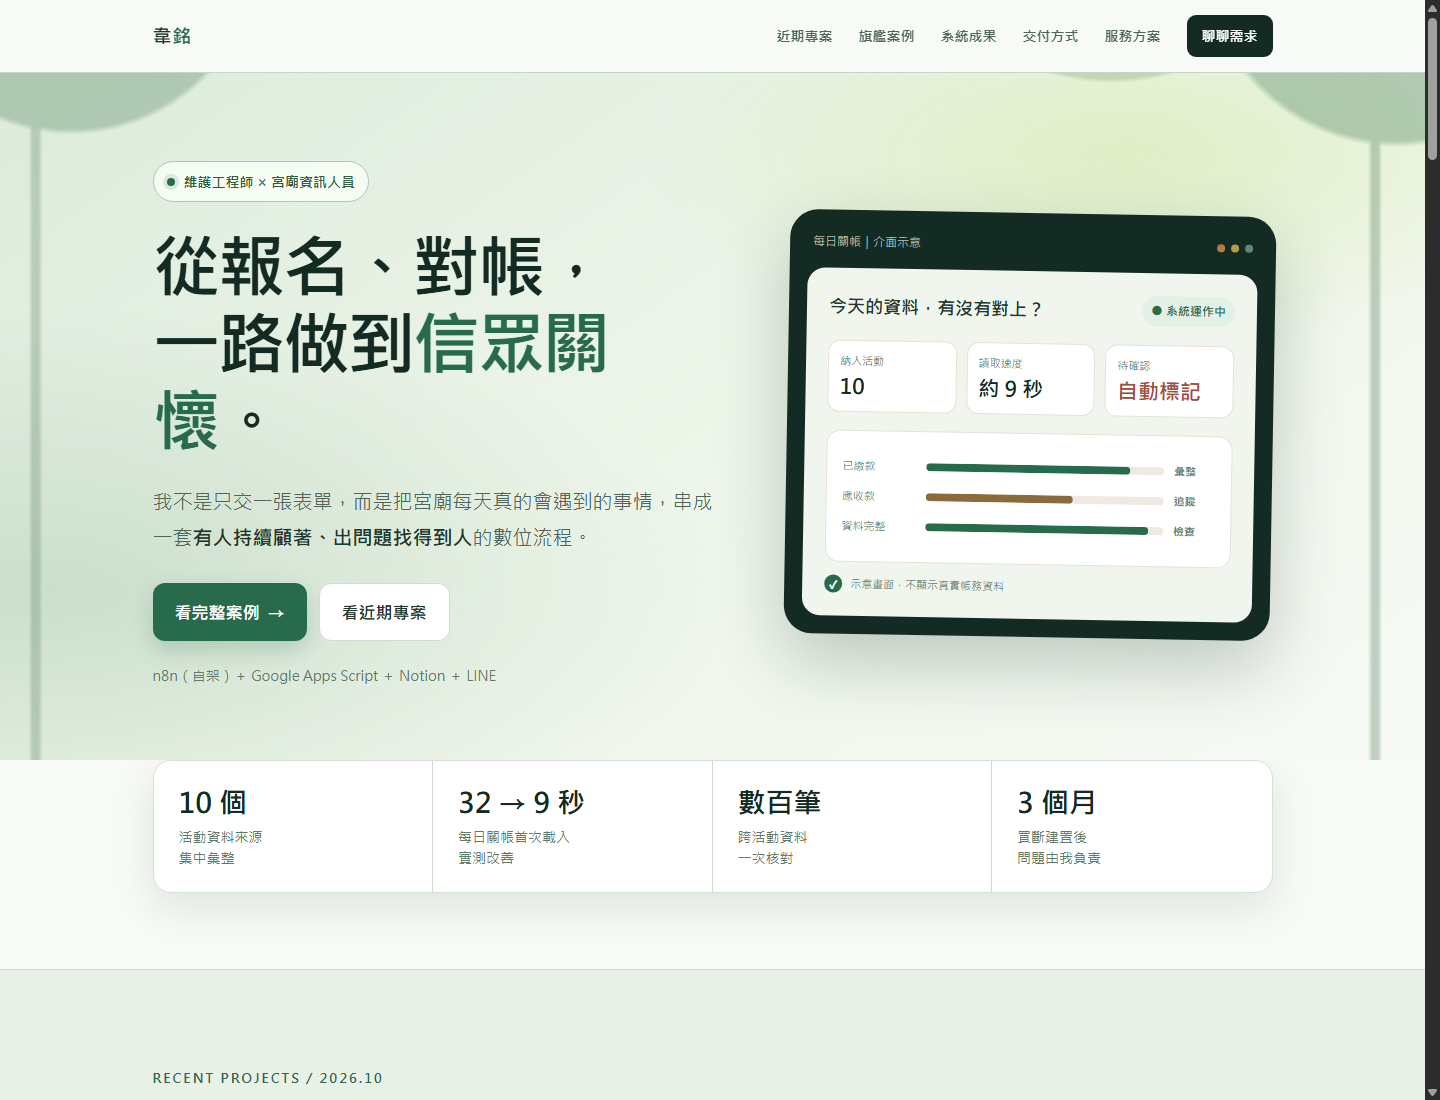 韋銘
近期專案
旗艦案例
系統成果
交付方式
服務方案
聊聊需求
維護工程師 × 宮廟資訊人員
從報名、對帳，
一路做到信眾關
懷。
我不是只交一張表單，而是把宮廟每天真的會遇到的事情，串成
一套有人持續顧著、出問題找得到人的數位流程。
看完整案例 →
看近期專案
n8n（自架）+ Google Apps Script + Notion + LINE
每日關帳｜介面示意
今天的資料，有沒有對上？
系統運作中
納入活動
10
讀取速度
約 9 秒
待確認
自動標記
已繳款
彙整
應收款
追蹤
資料完整
檢查
✓ 示意畫面，不顯示真實帳務資料
10 個
活動資料來源
集中彙整
32 → 9 秒
每日關帳首次載入
實測改善
數百筆
跨活動資料
一次核對
3 個月
買斷建置後
問題由我負責
RECENT PROJECTS / 2026.10